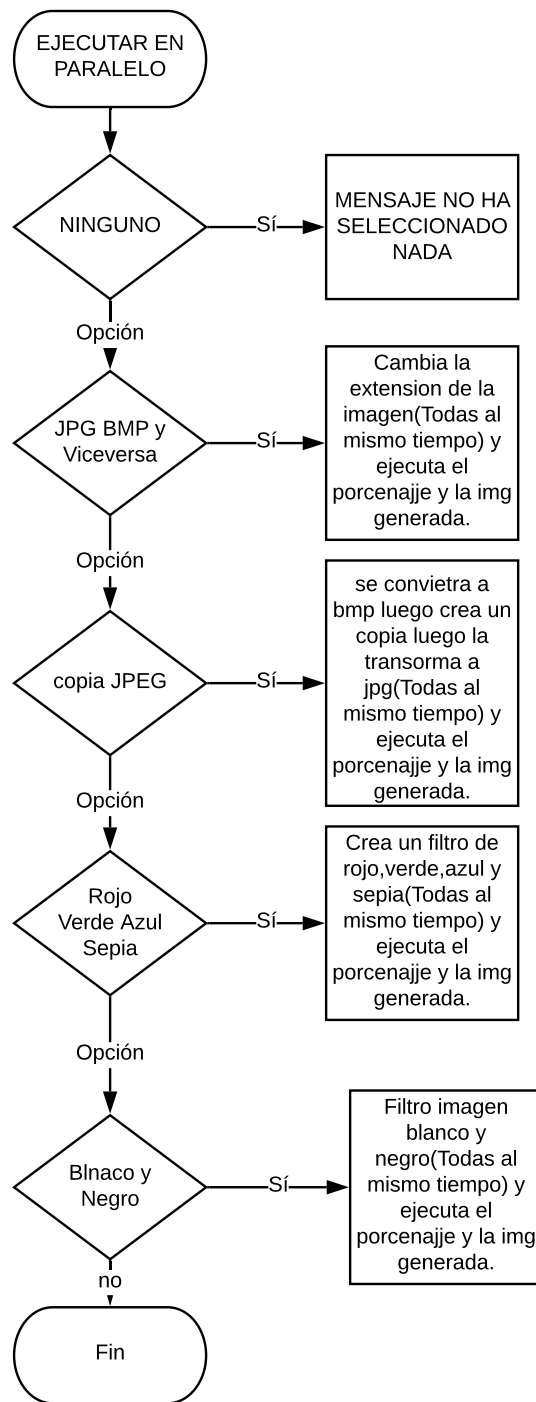 EJECUTAR EN
PARALELO
NINGUNO
Sí
MENSAJE NO HA
SELECCIONADO
NADA
Opción
JPG BMP y
Viceversa
Sí
Cambia la
extension de la
imagen(Todas al
mismo tiempo) y
ejecuta el
porcenajje y la img
generada.
Opción
copia JPEG
Sí
se convietra a
bmp luego crea un
copia luego la
transorma a
jpg(Todas al
mismo tiempo) y
ejecuta el
porcenajje y la img
generada.
Opción
Rojo
Verde Azul
Sepia
Sí
Crea un filtro de
rojo,verde,azul y
sepia(Todas al
mismo tiempo) y
ejecuta el
porcenajje y la img
generada.
Opción
Blnaco y
Negro
Sí
Filtro imagen
blanco y
negro(Todas al
mismo tiempo) y
ejecuta el
porcenajje y la img
generada.
no
Fin